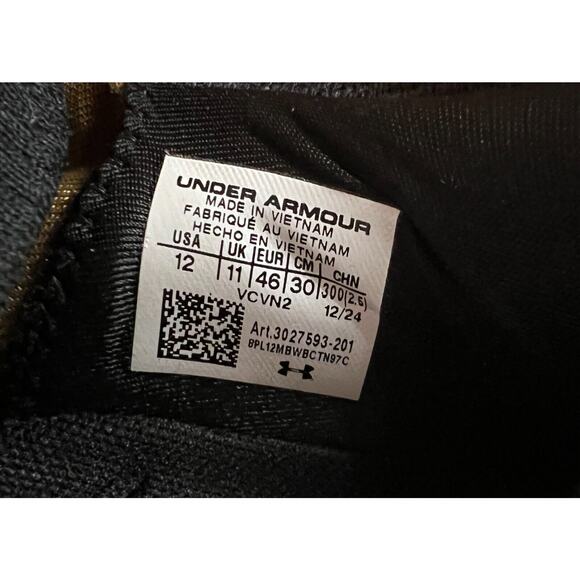 UNDER ARMOUR
MADE IN VIETNAM
FABRIQUÉ AU VIETNAM
HECHO EN VIETNAM
USA UK EUR CM CHN
12 11 46 30 300(2.5)
VCVN2 12/24
Art.3027593-201
8PL12MBWBCTN97C